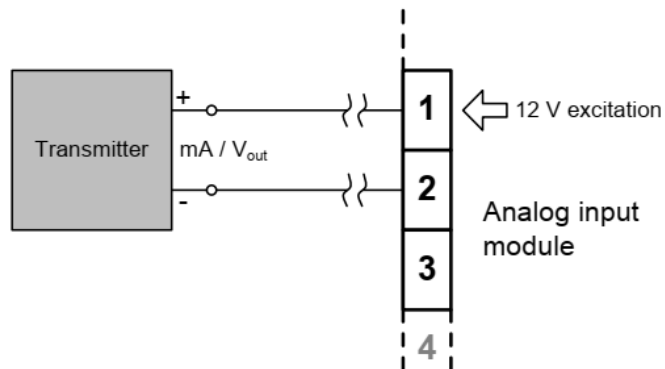 +
1
12 V excitation
Transmitter
mA / Vout
2
-
Analog input
module
3
4